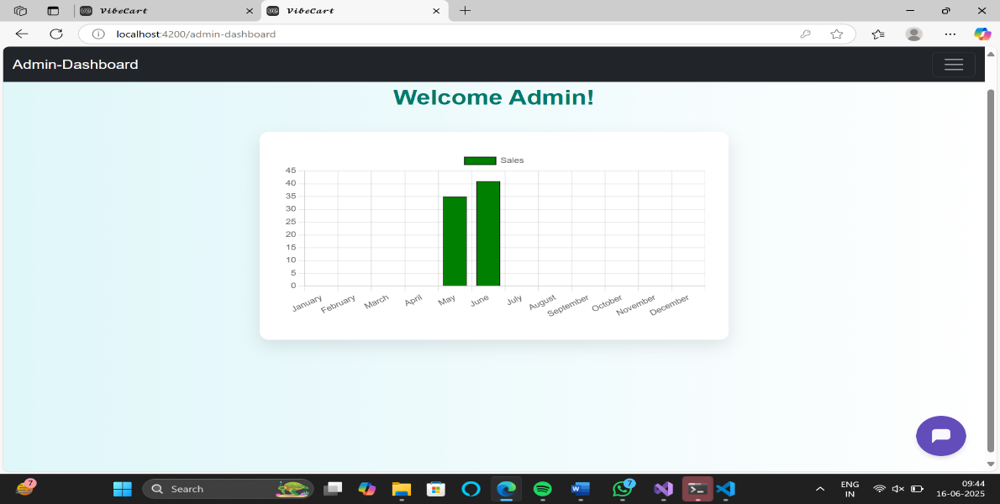 VC VibeCart VC VibeCart
localhost:4200/admin-dashboard
Admin-Dashboard
Welcome Admin!
Sales
45
40
35
30
25
20
15
10
5
0
January February March April May June July August September October November December
7 Search W 7 ENG 09:44
IN 16-06-2025